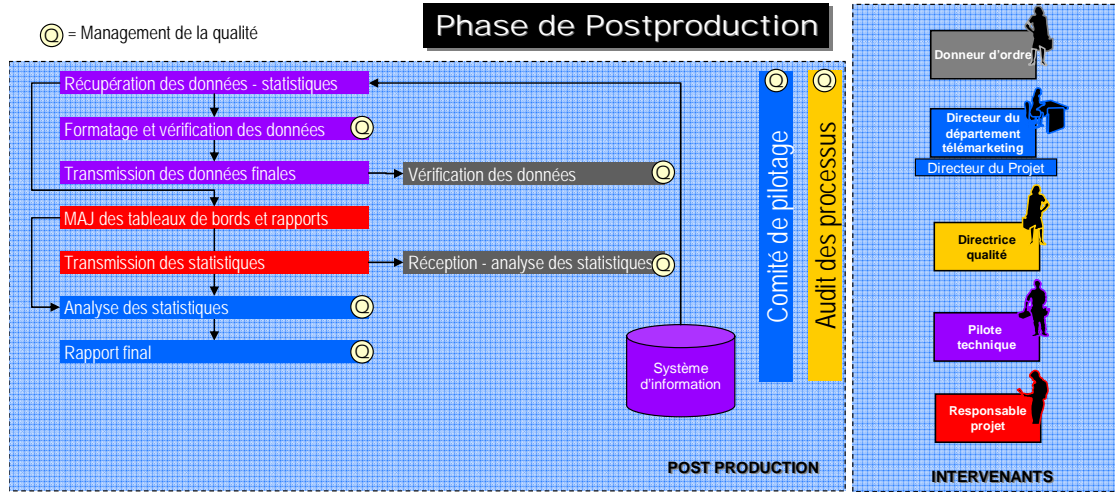 Phase de Postproduction
Q = Management de la qualité
Récupération des données - statistiques
Formatage et vérification des données Q
Transmission des données finales
Vérification des données Q
MAJ des tableaux de bords et rapports
Transmission des statistiques
Réception - analyse des statistiques Q
Analyse des statistiques Q
Rapport final Q
Système
d'information
Q
Comité de pilotage
Q
Audit des processus
POST PRODUCTION
Donneur d'ordre
Directeur du
département
télémarketing
Directeur du Projet
Directrice
qualité
Pilote
technique
Responsable
projet
INTERVENANTS